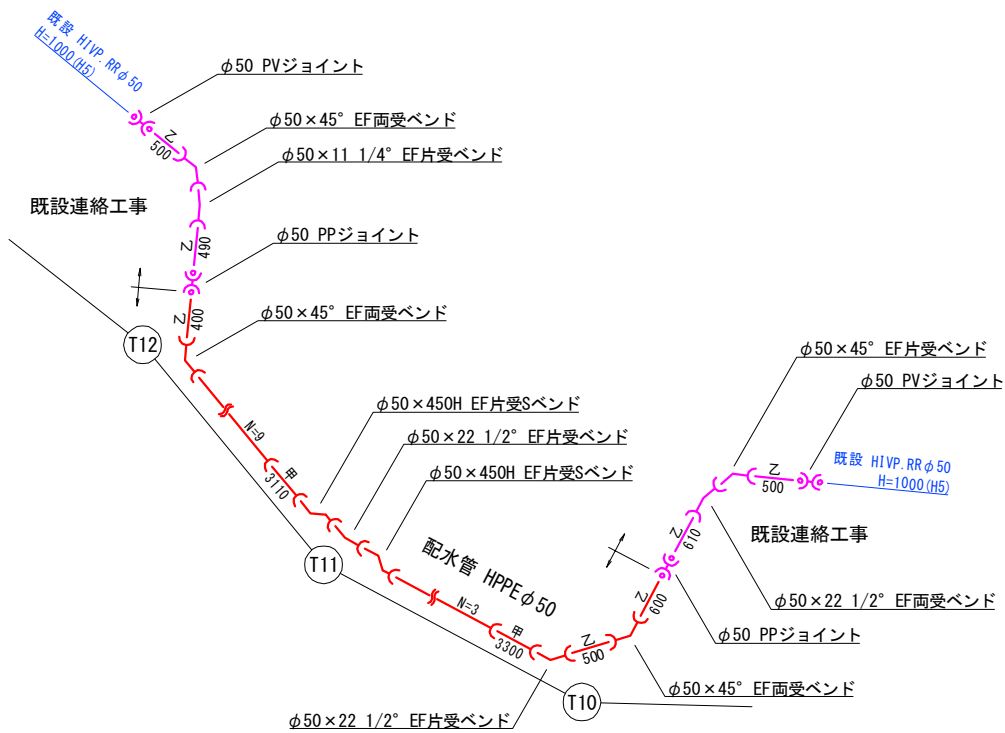 既設 HIVP.RRφ50
H=1000(H5)
φ50 PVジョイント
乙
500
φ50×45° EF両受ベンド
φ50×11 1/4° EF片受ベンド
既設連絡工事
乙
490
φ50 PPジョイント
乙
400
φ50×45° EF両受ベンド
T12
N=9
甲
3110
φ50×450H EF片受Sベンド
φ50×22 1/2° EF片受ベンド
φ50×450H EF片受Sベンド
T11
配水管 HPPEφ50
N=3
甲
3300
φ50×22 1/2° EF片受ベンド
T10
乙
500
φ50×45° EF両受ベンド
乙
600
φ50 PPジョイント
乙
610
φ50×22 1/2° EF両受ベンド
φ50×45° EF片受ベンド
φ50 PVジョイント
乙
500
既設 HIVP.RRφ50
H=1000(H5)
既設連絡工事